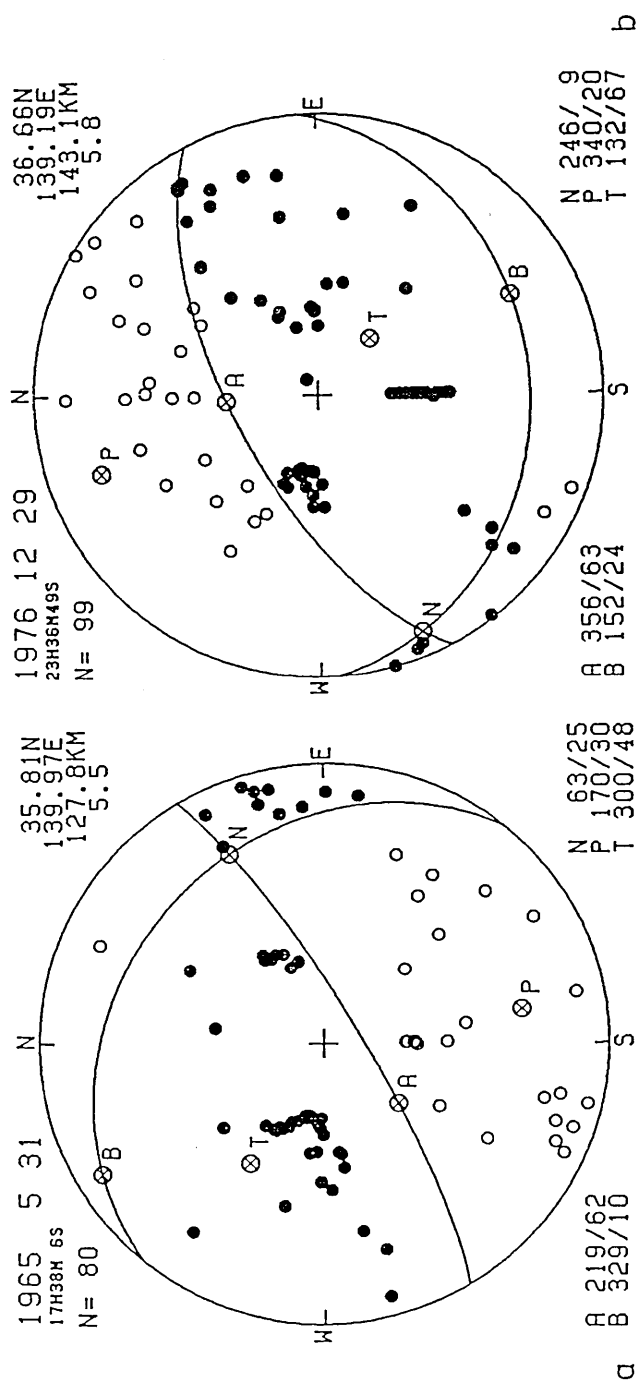 1965 5 31
17H38M 6S
N= 80
35.81N
139.97E
127.8KM
5.5
N
B
N
T
W
E
A
P
S
A 219/62
B 329/10
N 63/25
P 170/30
T 300/48
a
1976 12 29
23H36M49S
N= 99
36.66N
139.19E
143.1KM
5.8
N
P
A
W
E
T
N
B
S
A 356/63
B 152/24
N 246/ 9
P 340/20
T 132/67
b